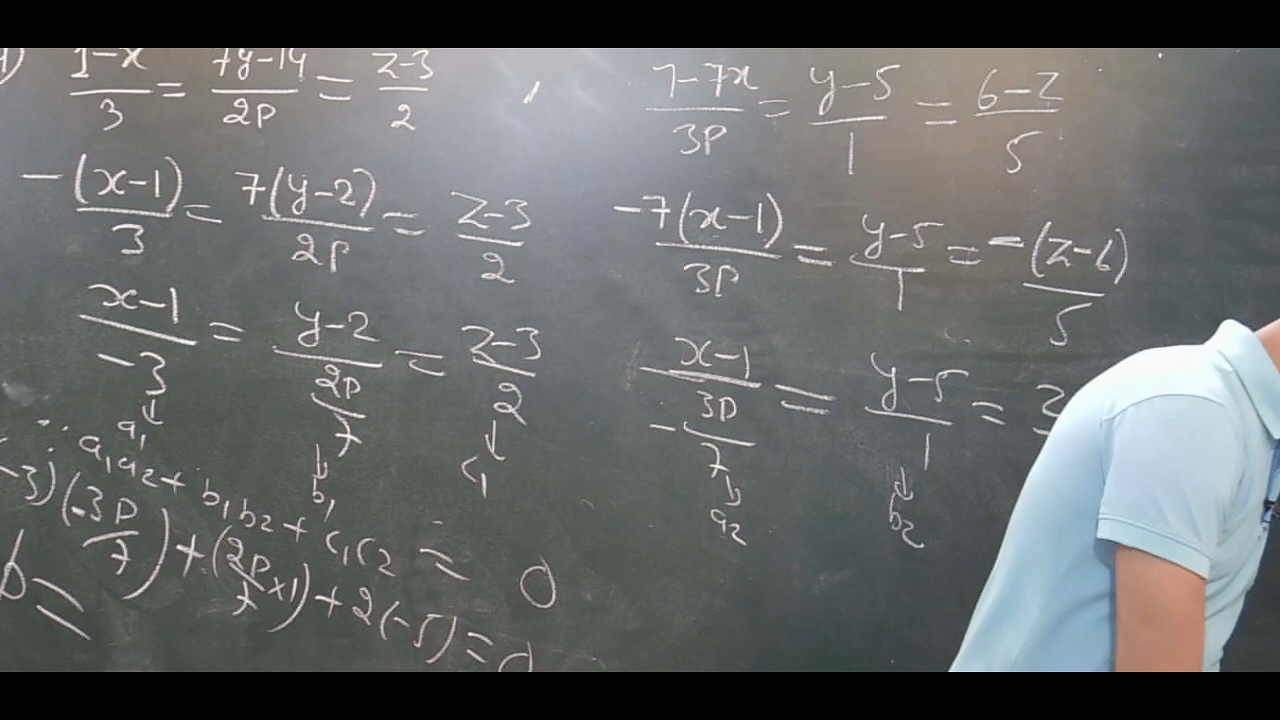 1-x/3 = 7y-14/2P = z-3/2 , 7-7x/3P = y-5/1 = 6-z/5
-(x-1)/3 = 7(y-2)/2P = z-3/2 -7(x-1)/3P = y-5/1 = -(z-6)/5
x-1/-3 = y-2/(2P/7) = z-3/2 x-1/(-3P/7) = y-5/1 = z
a₁ b₁ c₁ a₂ b₂
∴ a₁a₂ + b₁b₂ + c₁c₂ = 0
-3)(-3P/7) + (2P/7 ×1) + 2(-5) = 0
p =